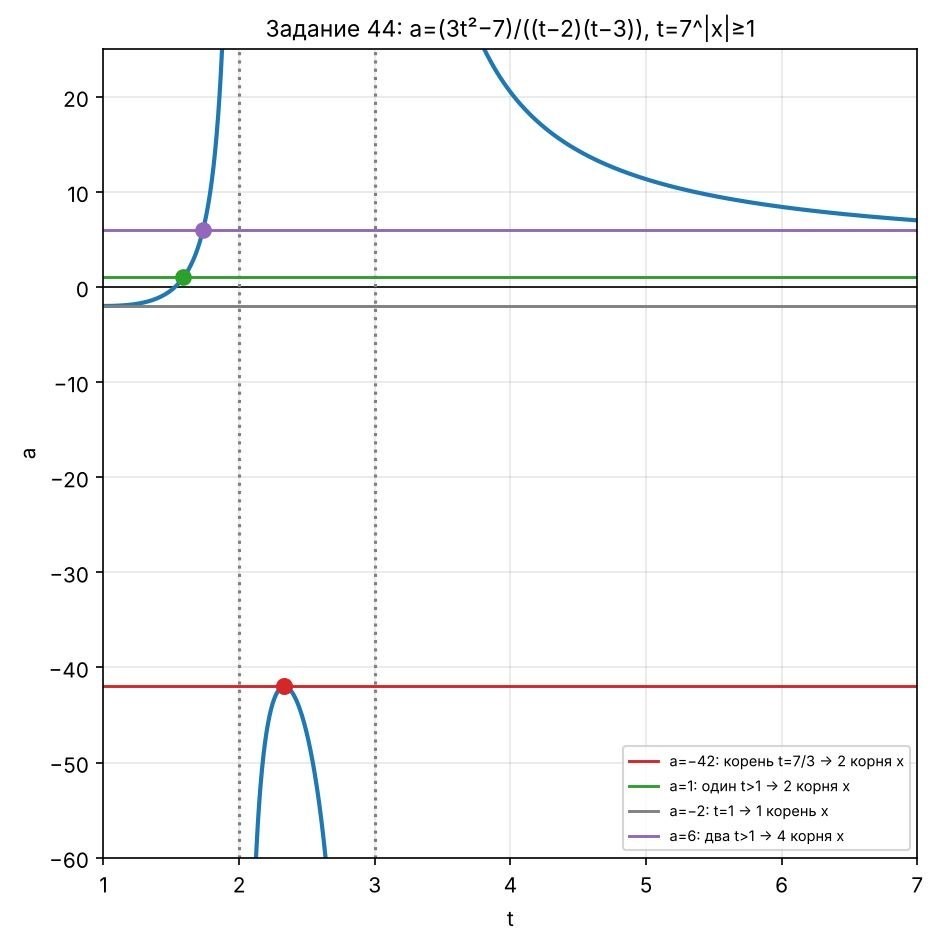 Задание 44: a=(3t²−7)/((t−2)(t−3)), t=7^|x|≥1
20
10
0
−10
−20
−30
−40
−50
−60
a
a=−42: корень t=7/3 → 2 корня x
a=1: один t>1 → 2 корня x
a=−2: t=1 → 1 корень x
a=6: два t>1 → 4 корня x
1 2 3 4 5 6 7
t